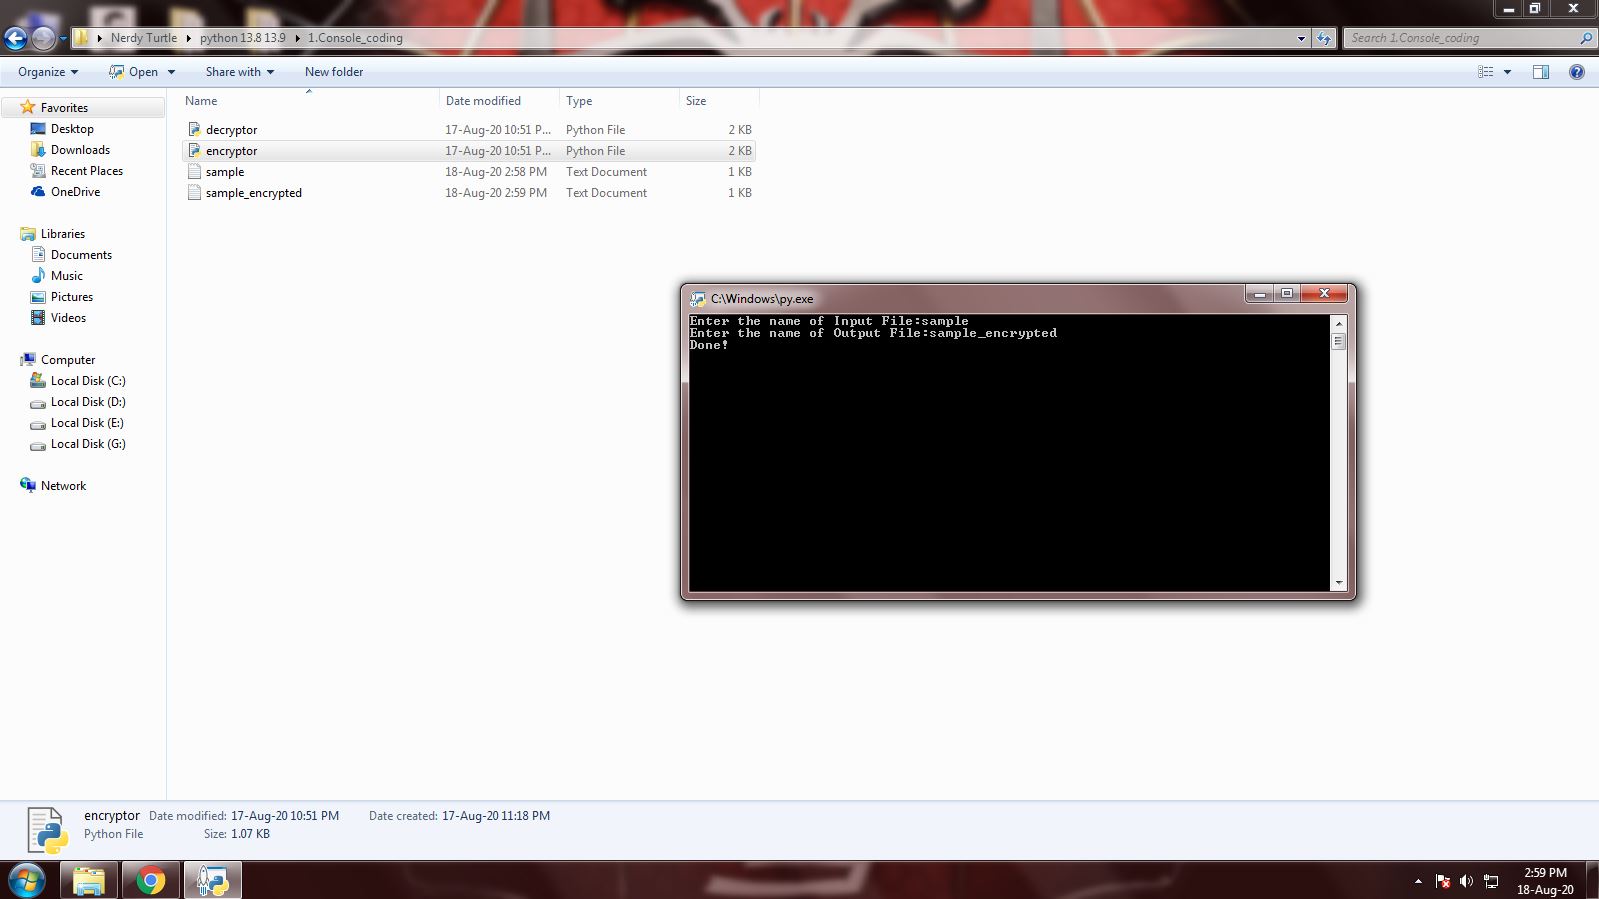 Nerdy Turtle
python 13.8 13.9
1.Console_coding
Search 1.Console_coding
Organize
Open
Share with
New folder
Name
Date modified
Type
Size
Favorites
Desktop
Downloads
Recent Places
OneDrive
Libraries
Documents
Music
Pictures
Videos
Computer
Local Disk (C:)
Local Disk (D:)
Local Disk (E:)
Local Disk (G:)
Network
decryptor 17-Aug-20 10:51 P... Python File 2 KB
encryptor 17-Aug-20 10:51 P... Python File 2 KB
sample 18-Aug-20 2:58 PM Text Document 1 KB
sample_encrypted 18-Aug-20 2:59 PM Text Document 1 KB
C:\Windows\py.exe
Enter the name of Input File:sample
Enter the name of Output File:sample_encrypted
Done!
encryptor Date modified: 17-Aug-20 10:51 PM Date created: 17-Aug-20 11:18 PM
Python File Size: 1.07 KB
2:59 PM
18-Aug-20